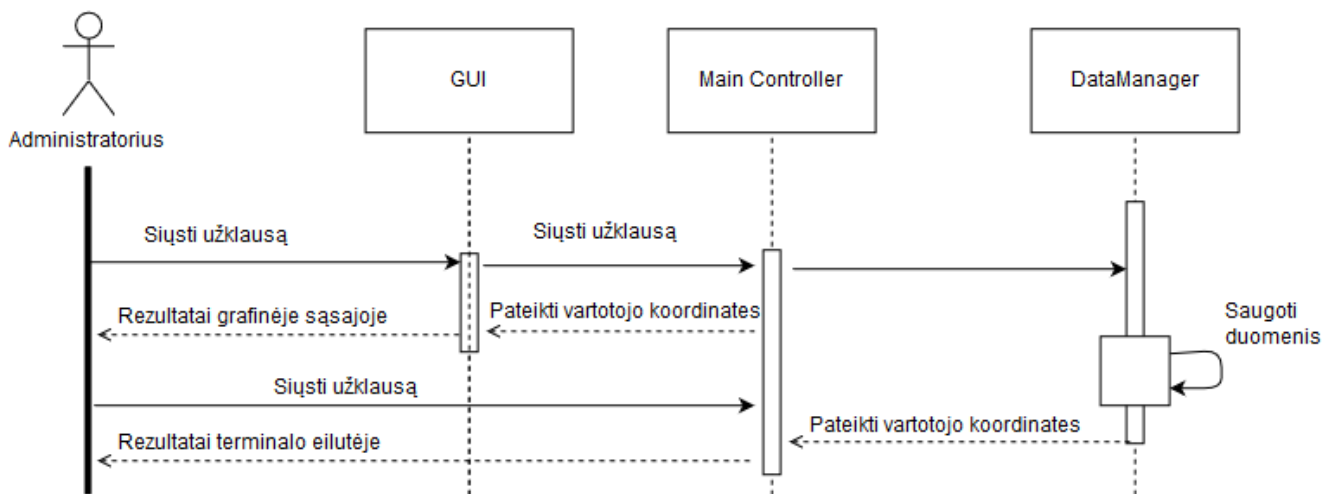 GUI
Main Controller
DataManager
Administratorius
Siųsti užklausą
Siųsti užklausą
Rezultatai grafinėje sąsajoje
Pateikti vartotojo koordinates
Saugoti
duomenis
Siųsti užklausą
Pateikti vartotojo koordinates
Rezultatai terminalo eilutėje